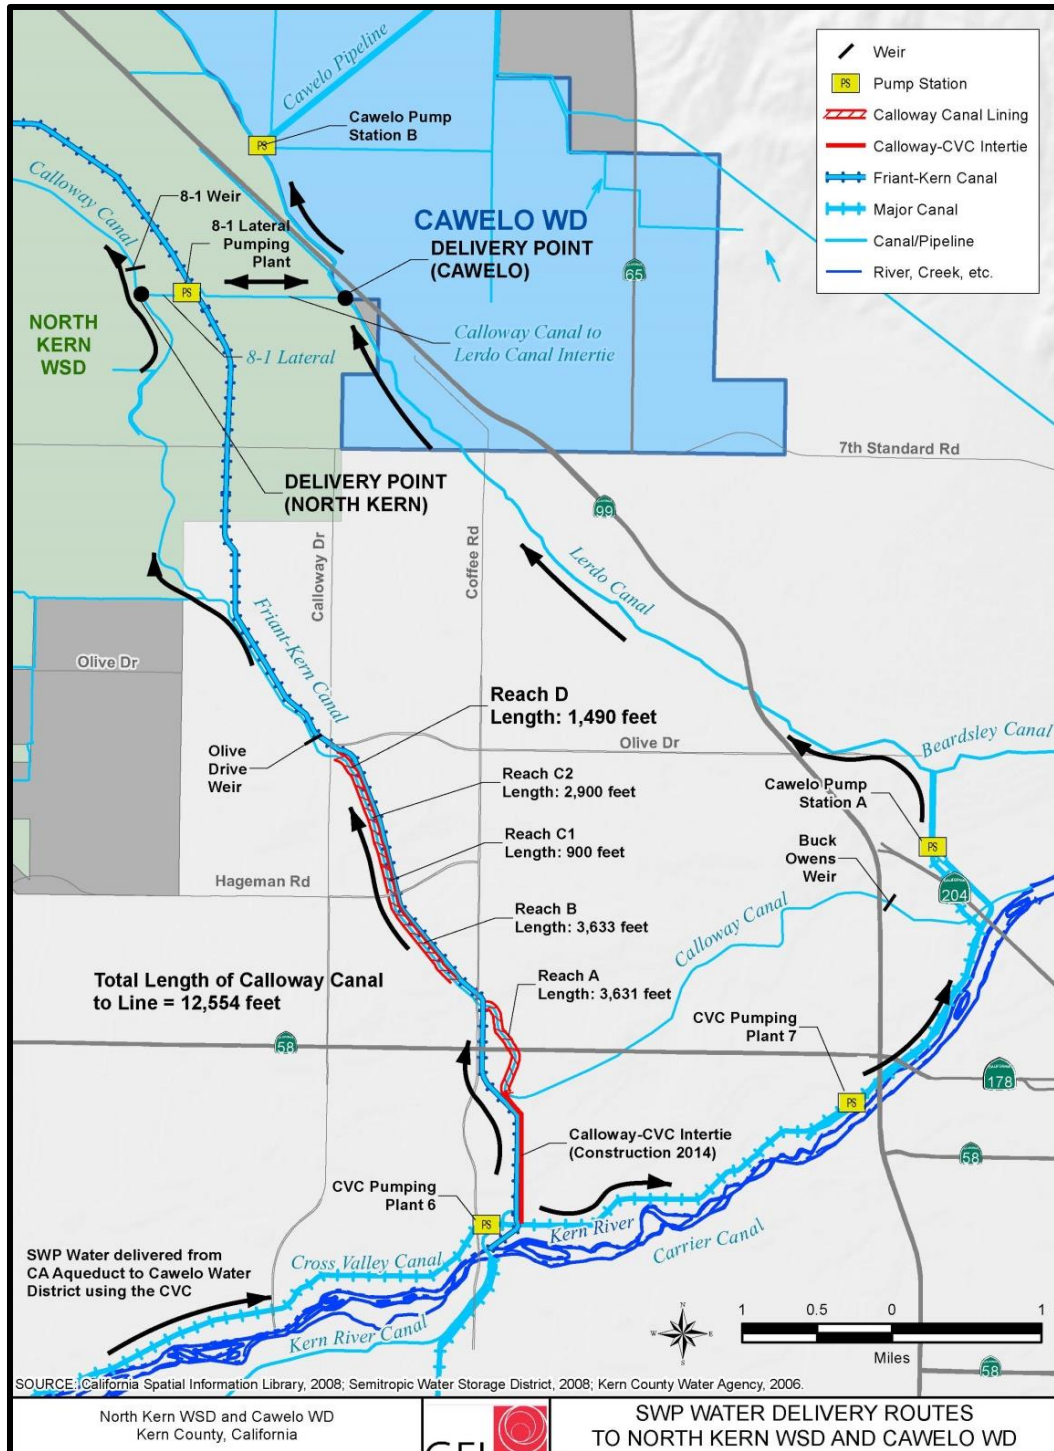 Weir
PS
Pump Station
Calloway Canal Lining
Calloway-CVC Intertie
Friant-Kern Canal
Major Canal
Canal/Pipeline
River, Creek, etc.
Cawelo Pipeline
Cawelo Pump
Station B
PS
Calloway Canal
8-1 Weir
8-1 Lateral
Pumping
Plant
PS
CAWELO WD
DELIVERY POINT
(CAWELO)
65
NORTH
KERN
WSD
8-1 Lateral
Calloway Canal to
Lerdo Canal Intertie
7th Standard Rd
DELIVERY POINT
(NORTH KERN)
99
Calloway Dr
Coffee Rd
Lerdo Canal
Friant-Kern Canal
Olive Dr
Reach D
Length: 1,490 feet
Olive Dr
Beardsley Canal
Olive
Drive
Weir
Reach C2
Length: 2,900 feet
Cawelo Pump
Station A
PS
Reach C1
Length: 900 feet
Buck
Owens
Weir
Hageman Rd
204
Reach B
Length: 3,633 feet
Calloway Canal
Total Length of Calloway Canal
to Line = 12,554 feet
Reach A
Length: 3,631 feet
CVC Pumping
Plant 7
58
178
PS
Calloway-CVC Intertie
(Construction 2014)
58
CVC Pumping
Plant 6
PS
Kern River
Carrier Canal
SWP Water delivered from
CA Aqueduct to Cawelo Water
District using the CVC
Cross Valley Canal
Kern River Canal
N
W E
S
1 0.5 0 1
Miles
58
SOURCE: California Spatial Information Library, 2008; Semitropic Water Storage District, 2008; Kern County Water Agency, 2006.
North Kern WSD and Cawelo WD
Kern County, California
GEI
SWP WATER DELIVERY ROUTES
TO NORTH KERN WSD AND CAWELO WD